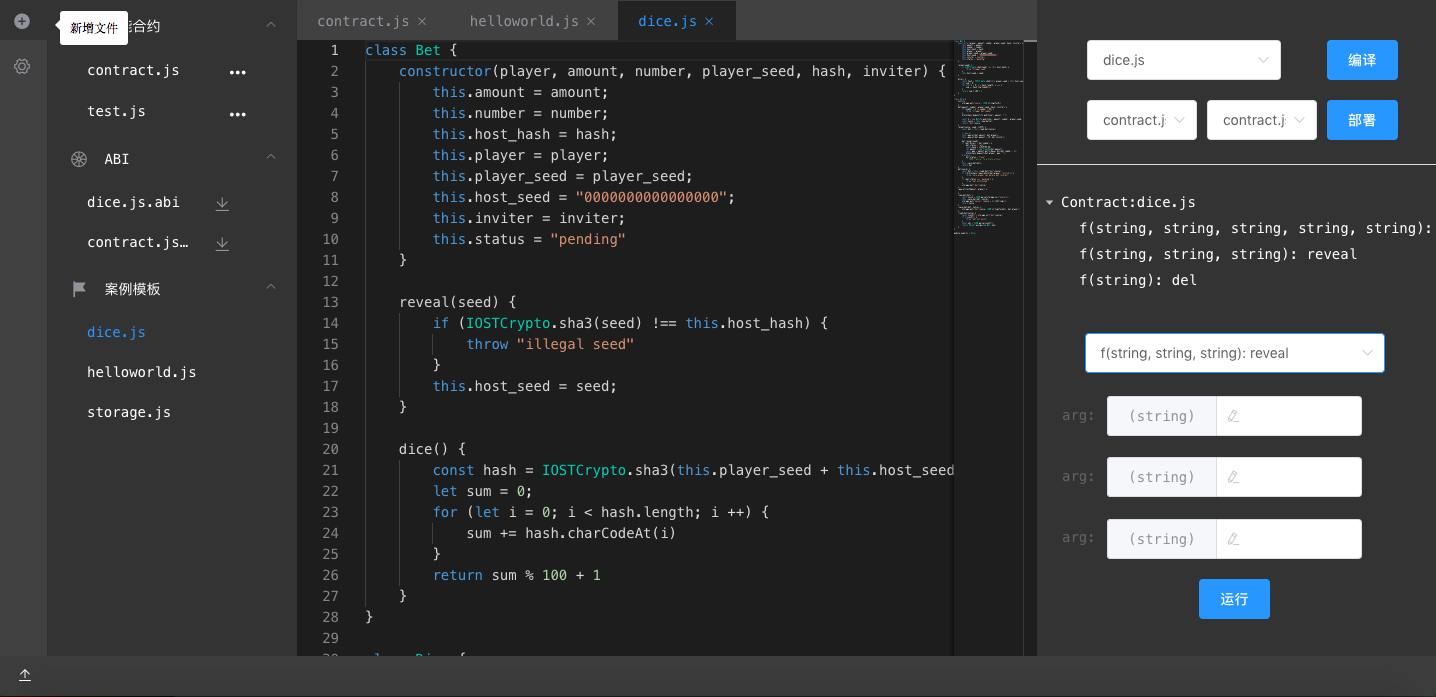 新增文件
能合约
contract.js
test.js
ABI
dice.js.abi
contract.js…
案例模板
dice.js
helloworld.js
storage.js
contract.js
helloworld.js
dice.js
1 class Bet {
2 constructor(player, amount, number, player_seed, hash, inviter) {
3 this.amount = amount;
4 this.number = number;
5 this.host_hash = hash;
6 this.player = player;
7 this.player_seed = player_seed;
8 this.host_seed = "0000000000000000";
9 this.inviter = inviter;
10 this.status = "pending"
11 }
12
13 reveal(seed) {
14 if (IOSTCrypto.sha3(seed) !== this.host_hash) {
15 throw "illegal seed"
16 }
17 this.host_seed = seed;
18 }
19
20 dice() {
21 const hash = IOSTCrypto.sha3(this.player_seed + this.host_seed
22 let sum = 0;
23 for (let i = 0; i < hash.length; i ++) {
24 sum += hash.charCodeAt(i)
25 }
26 return sum % 100 + 1
27 }
28 }
29
dice.js
编译
contract.js
contract.js
部署
Contract:dice.js
f(string, string, string, string, string):
f(string, string, string): reveal
f(string): del
f(string, string, string): reveal
arg: (string)
arg: (string)
arg: (string)
运行